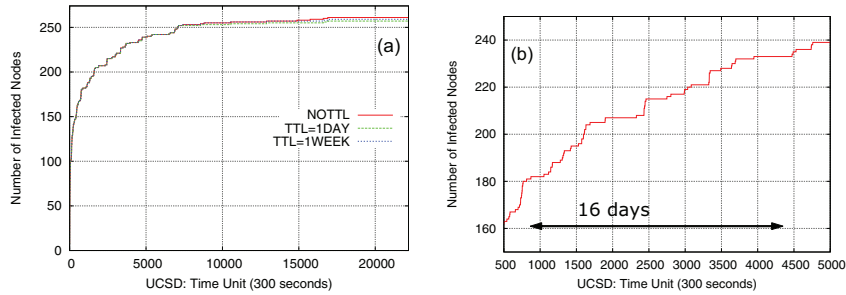 (a)
250
200
150
100
50
0
Number of Infected Nodes
NOTTL
TTL=1DAY
TTL=1WEEK
0 5000 10000 15000 20000
UCSD: Time Unit (300 seconds)
(b)
240
220
200
180
160
Number of Infected Nodes
16 days
500 1000 1500 2000 2500 3000 3500 4000 4500 5000
UCSD: Time Unit (300 seconds)